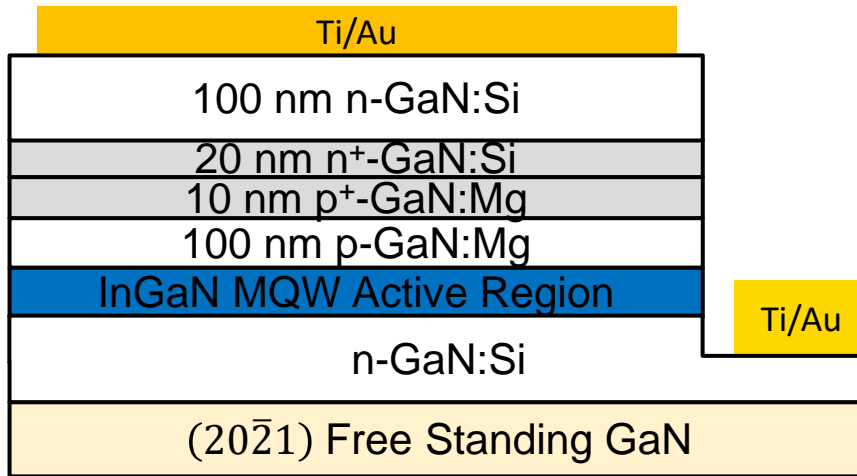 Ti/Au
100 nm n-GaN:Si
20 nm n⁺-GaN:Si
10 nm p⁺-GaN:Mg
100 nm p-GaN:Mg
InGaN MQW Active Region
Ti/Au
n-GaN:Si
(202̅1) Free Standing GaN